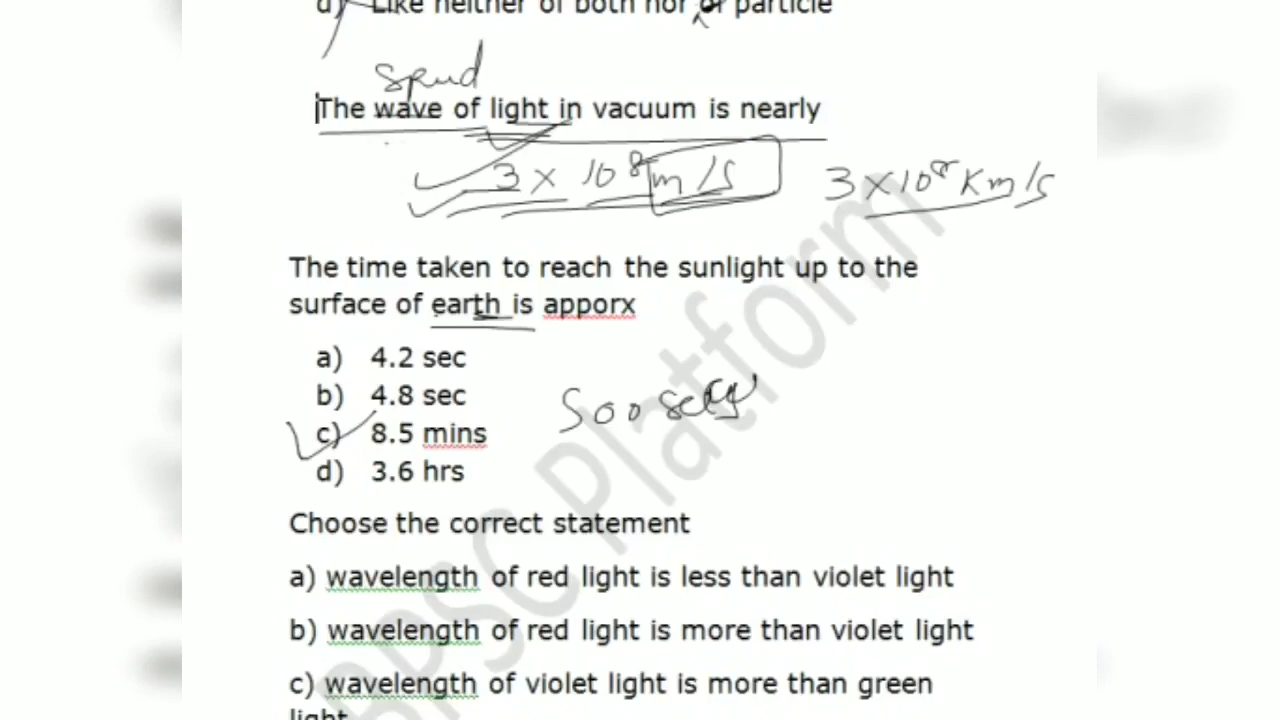 d) Like neither of both nor of particle
Speed
The wave of light in vacuum is nearly
3 x 10⁸ m/s 3 x 10⁸ Km/s
The time taken to reach the sunlight up to the
surface of earth is apporx
a) 4.2 sec
b) 4.8 sec
500 sec
c) 8.5 mins
d) 3.6 hrs
Choose the correct statement
a) wavelength of red light is less than violet light
b) wavelength of red light is more than violet light
c) wavelength of violet light is more than green
light
BPSC Platform